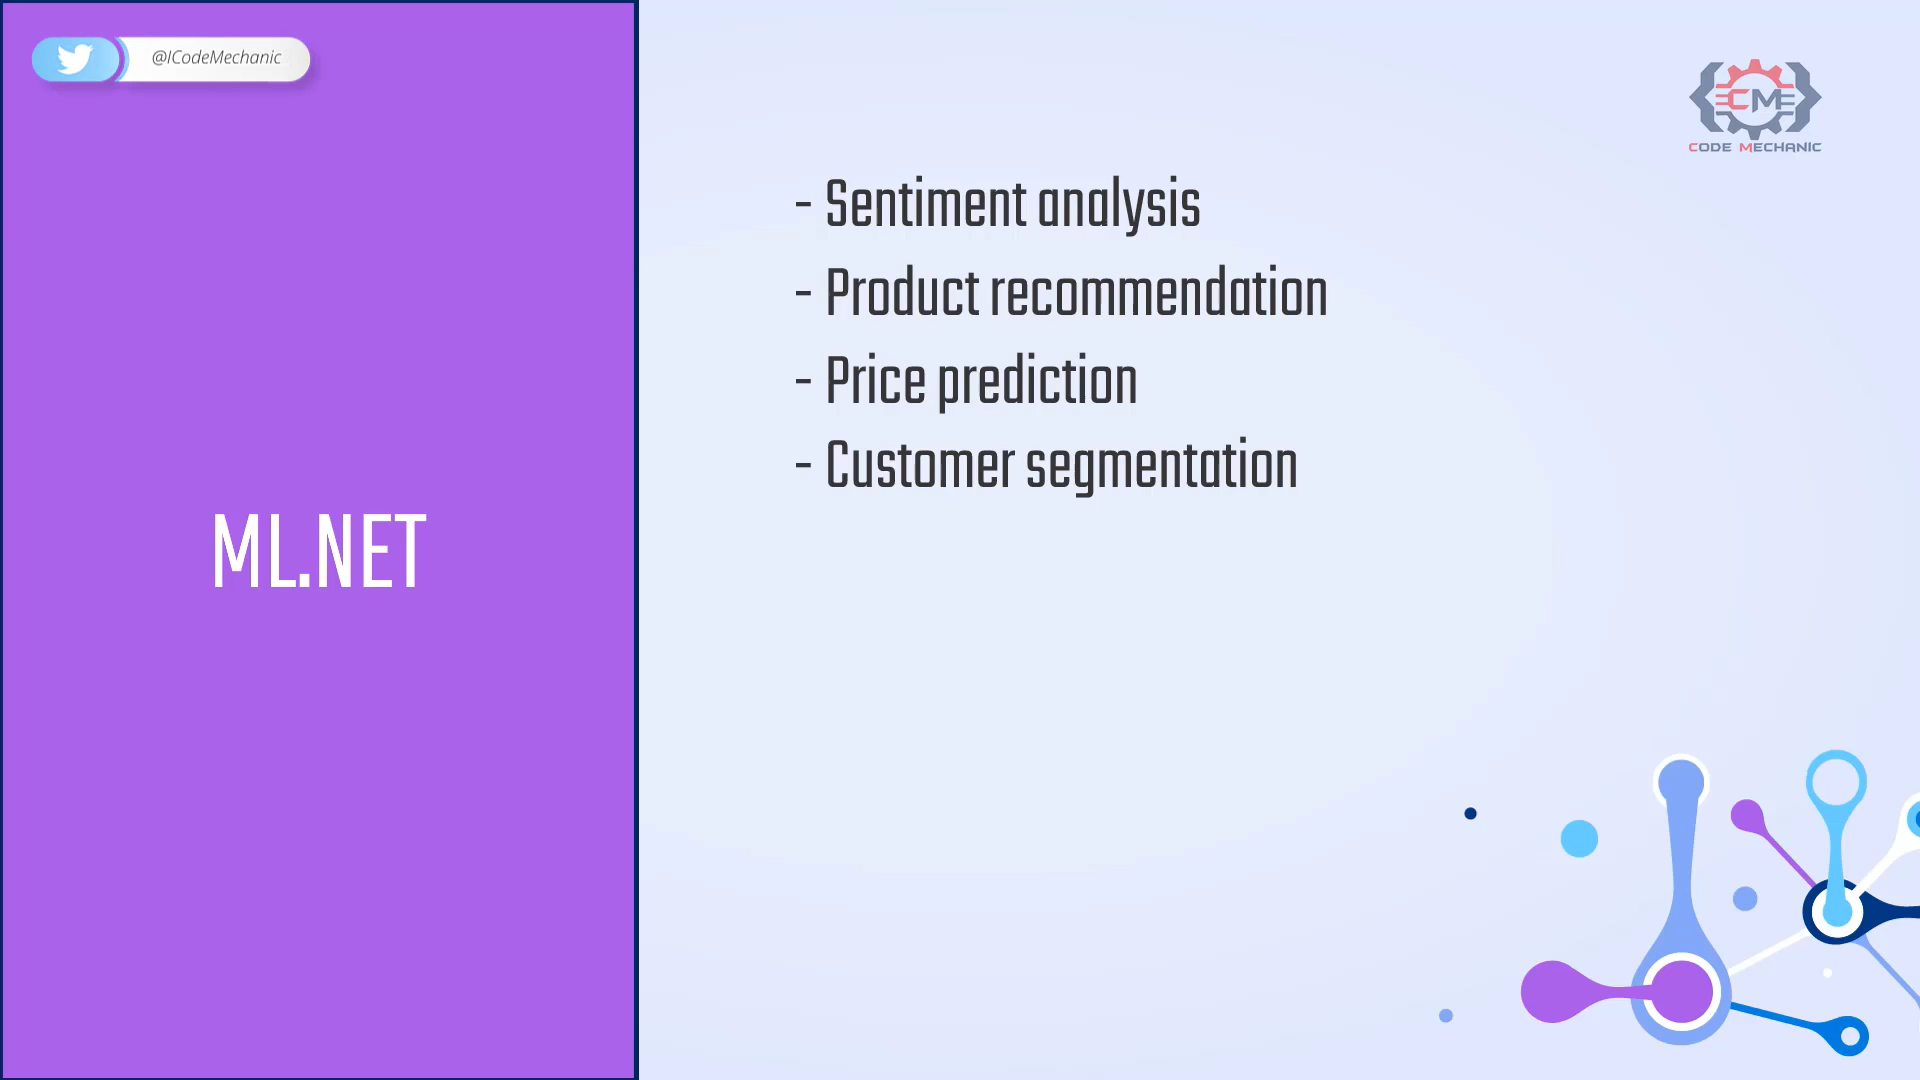 @ICodeMechanic
CME
CODE MECHANIC
- Sentiment analysis
- Product recommendation
- Price prediction
- Customer segmentation
ML.NET